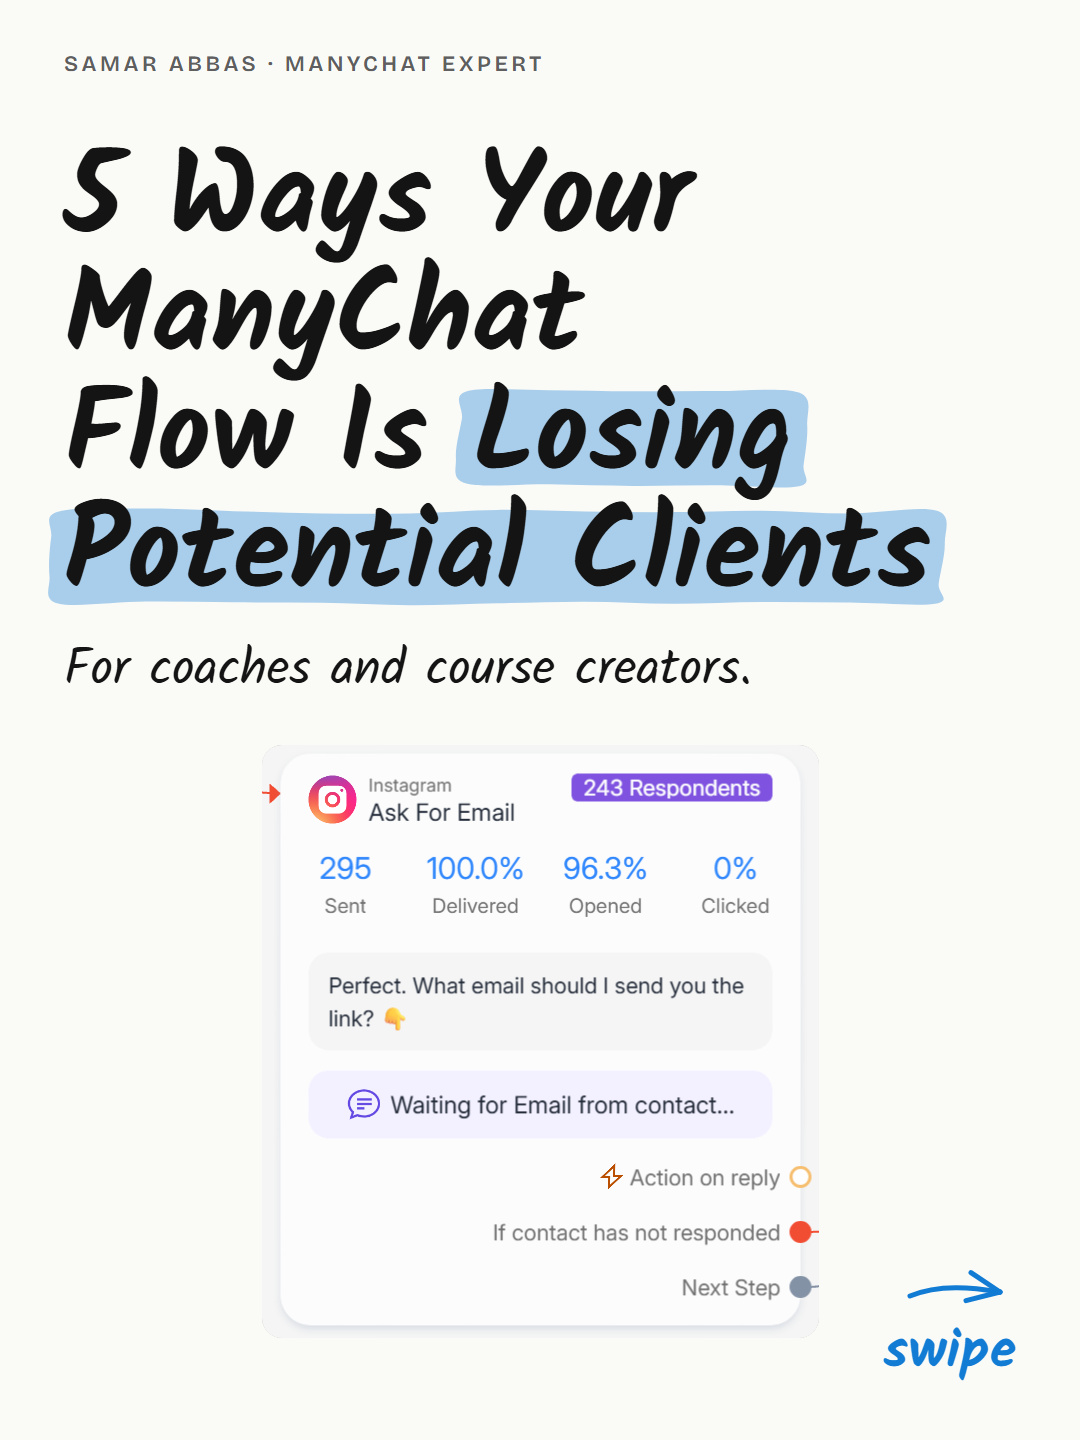 SAMAR ABBAS · MANYCHAT EXPERT
5 Ways Your
ManyChat
Flow Is Losing
Potential Clients
For coaches and course creators.
Instagram
243 Respondents
Ask For Email
295 100.0% 96.3% 0%
Sent Delivered Opened Clicked
Perfect. What email should I send you the
link? 👇
Waiting for Email from contact...
Action on reply
If contact has not responded
Next Step
swipe